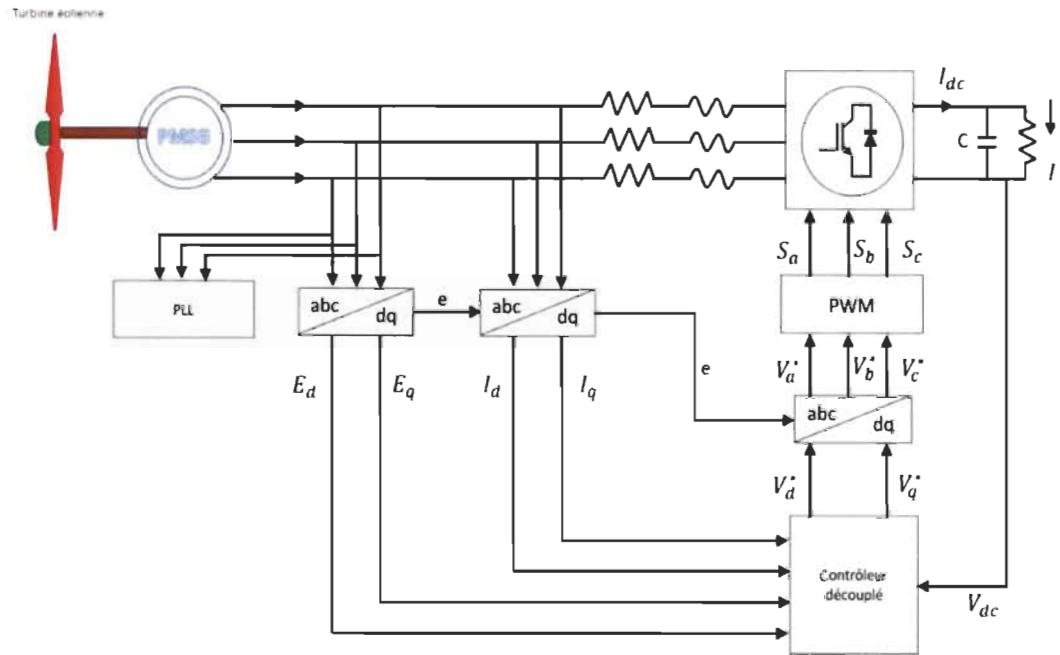 Turbine éolienne
PMSG
I_dc
C
I
S_a
S_b
S_c
PLL
abc
dq
e
abc
dq
PWM
E_d
E_q
I_d
I_q
e
V_a^*
V_b^*
V_c^*
abc
dq
V_d^*
V_q^*
Contrôleur
découplé
V_dc